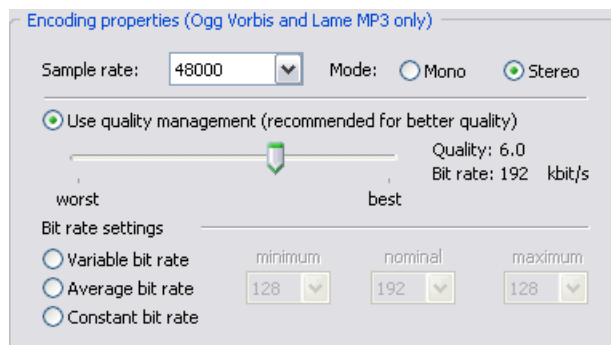 Encoding properties (Ogg Vorbis and Lame MP3 only)
Sample rate: 48000 Mode: Mono Stereo
Use quality management (recommended for better quality)
Quality: 6.0
Bit rate: 192 kbit/s
worst best
Bit rate settings
Variable bit rate minimum nominal maximum
Average bit rate 128 192 128
Constant bit rate